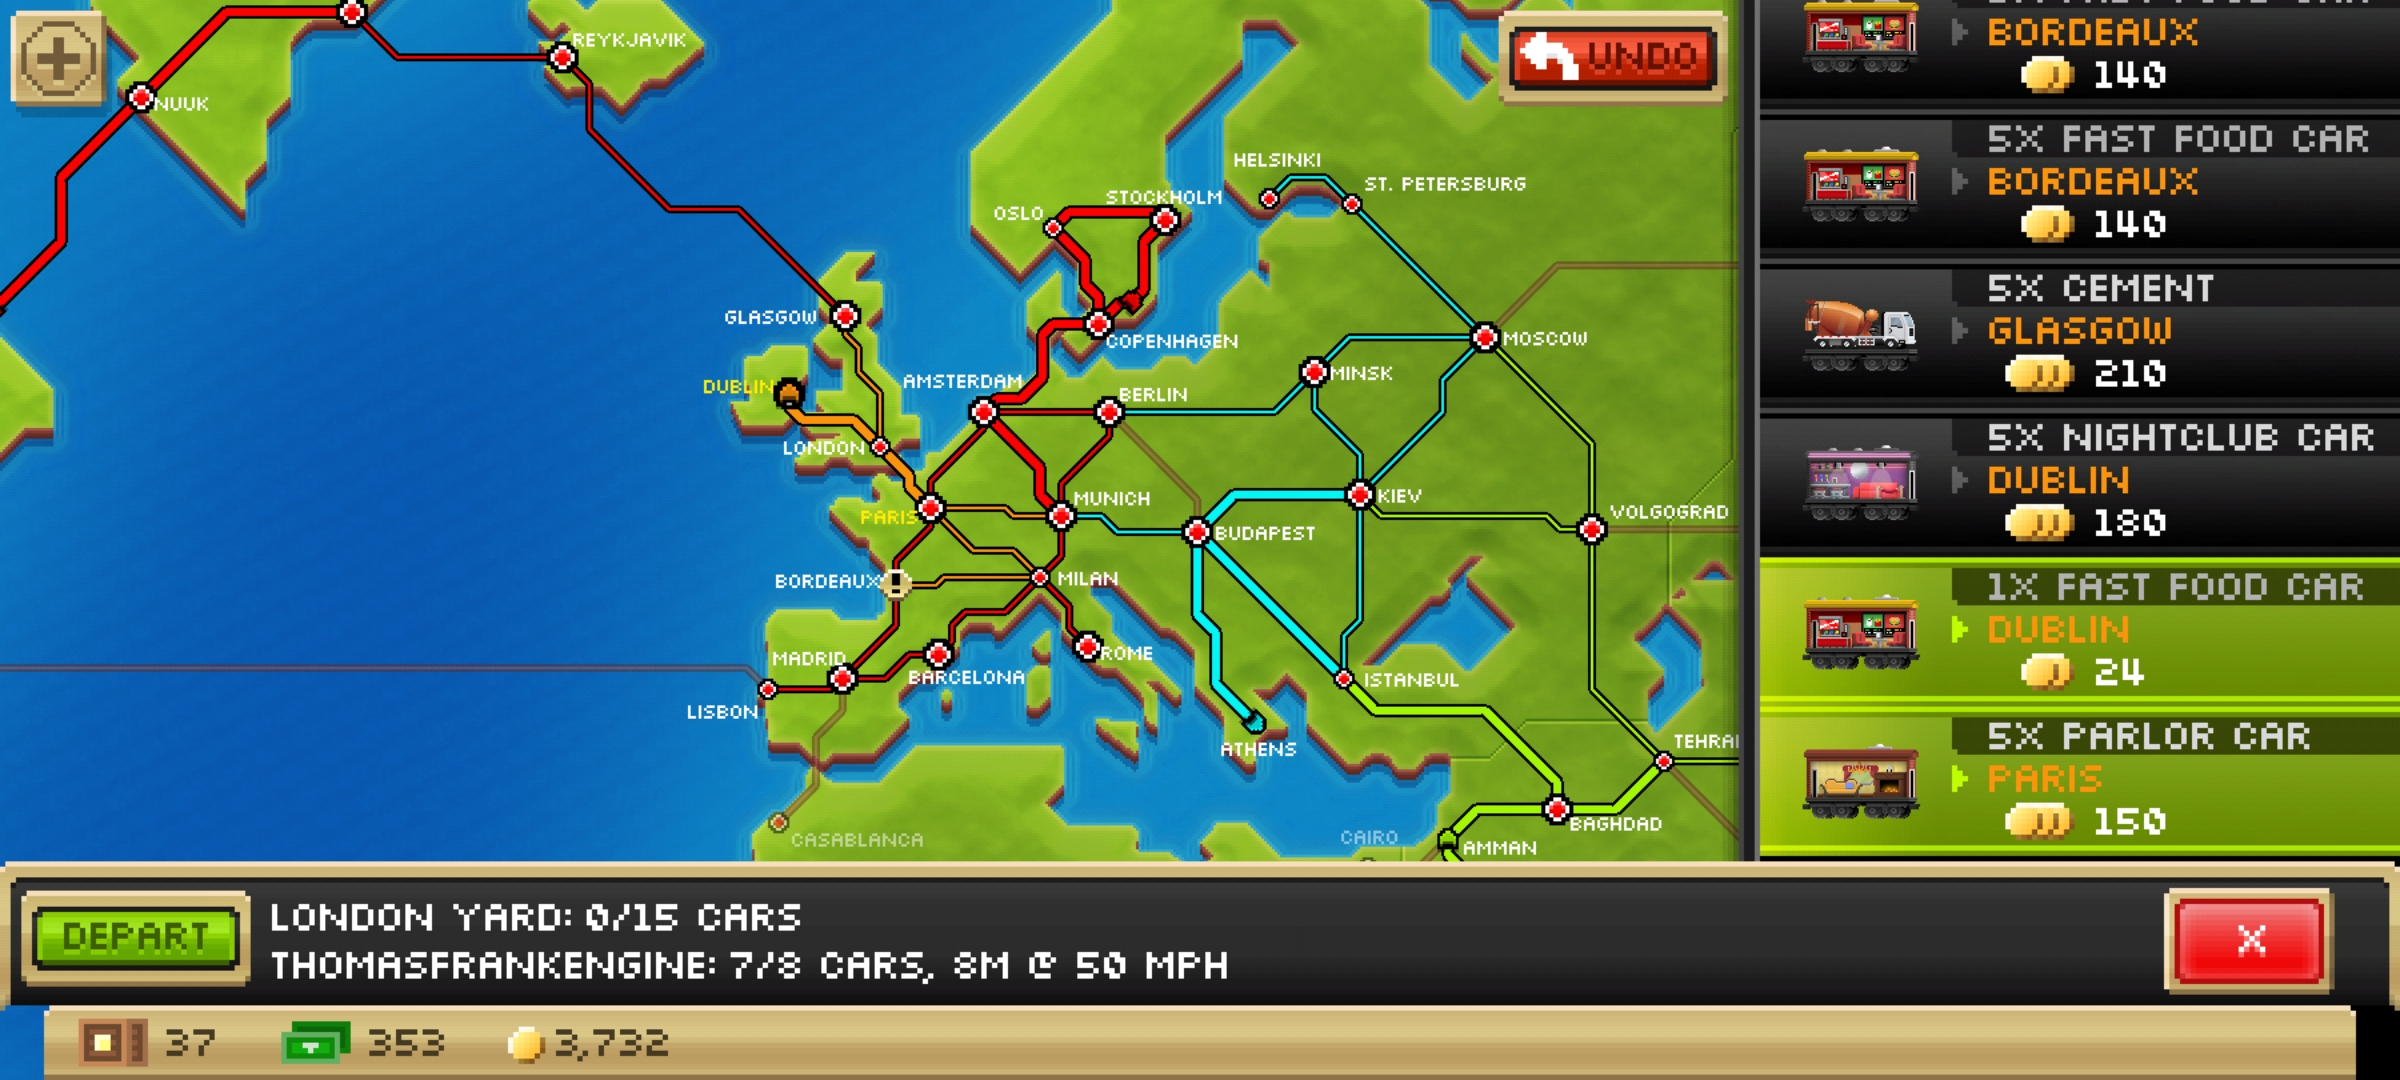 REYKJAVIK
NUUK
UNDO
HELSINKI
ST. PETERSBURG
STOCKHOLM
OSLO
GLASGOW
COPENHAGEN
MOSCOW
DUBLIN
AMSTERDAM
BERLIN
MINSK
LONDON
MUNICH
KIEV
PARIS
BUDAPEST
VOLGOGRAD
BORDEAUX
MILAN
MADRID
ROME
BARCELONA
ISTANBUL
LISBON
ATHENS
CASABLANCA
CAIRO
AMMAN
BAGHDAD
BORDEAUX
140
5X FAST FOOD CAR
BORDEAUX
140
5X CEMENT
GLASGOW
210
5X NIGHTCLUB CAR
DUBLIN
180
1X FAST FOOD CAR
DUBLIN
24
5X PARLOR CAR
PARIS
150
DEPART
LONDON YARD: 0/15 CARS
THOMASFRANKENGINE: 7/8 CARS, 8M @ 50 MPH
X
37
353
3,732